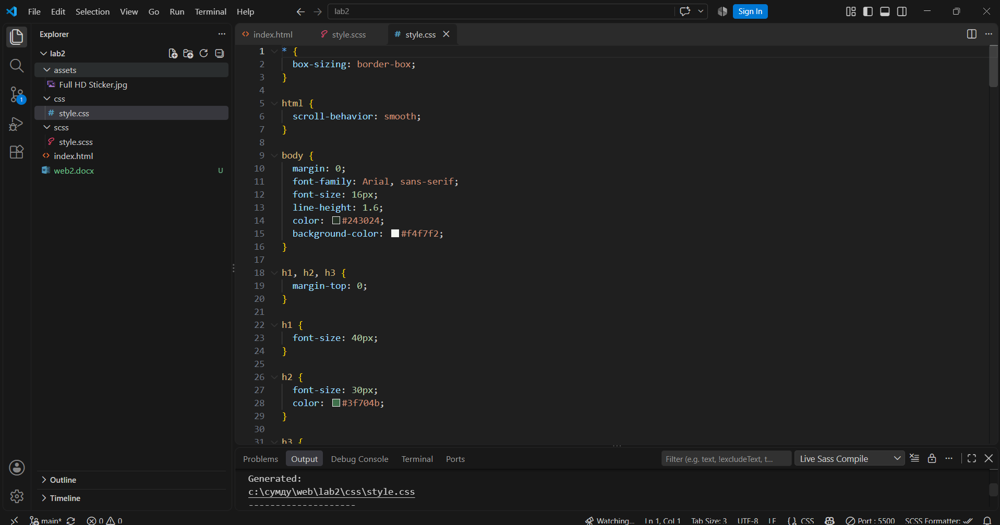 File Edit Selection View Go Run Terminal Help
lab2
Sign In
Explorer
lab2
assets
Full HD Sticker.jpg
css
style.css
scss
style.scss
index.html
web2.docx U
Outline
Timeline
index.html style.scss style.css
1 * {
2 box-sizing: border-box;
3 }
4
5 html {
6 scroll-behavior: smooth;
7 }
8
9 body {
10 margin: 0;
11 font-family: Arial, sans-serif;
12 font-size: 16px;
13 line-height: 1.6;
14 color: #243024;
15 background-color: #f4f7f2;
16 }
17
18 h1, h2, h3 {
19 margin-top: 0;
20 }
21
22 h1 {
23 font-size: 40px;
24 }
25
26 h2 {
27 font-size: 30px;
28 color: #3f704b;
29 }
30
31 h3 {
Problems Output Debug Console Terminal Ports
Filter (e.g. text, !excludeText, t...
Live Sass Compile
Generated:
c:\сумду\web\lab2\css\style.css
--------------------
1
main* 0 0
Watching... Ln 1, Col 1 Tab Size: 3 UTF-8 LF {} CSS Port : 5500 SCSS Formatter: